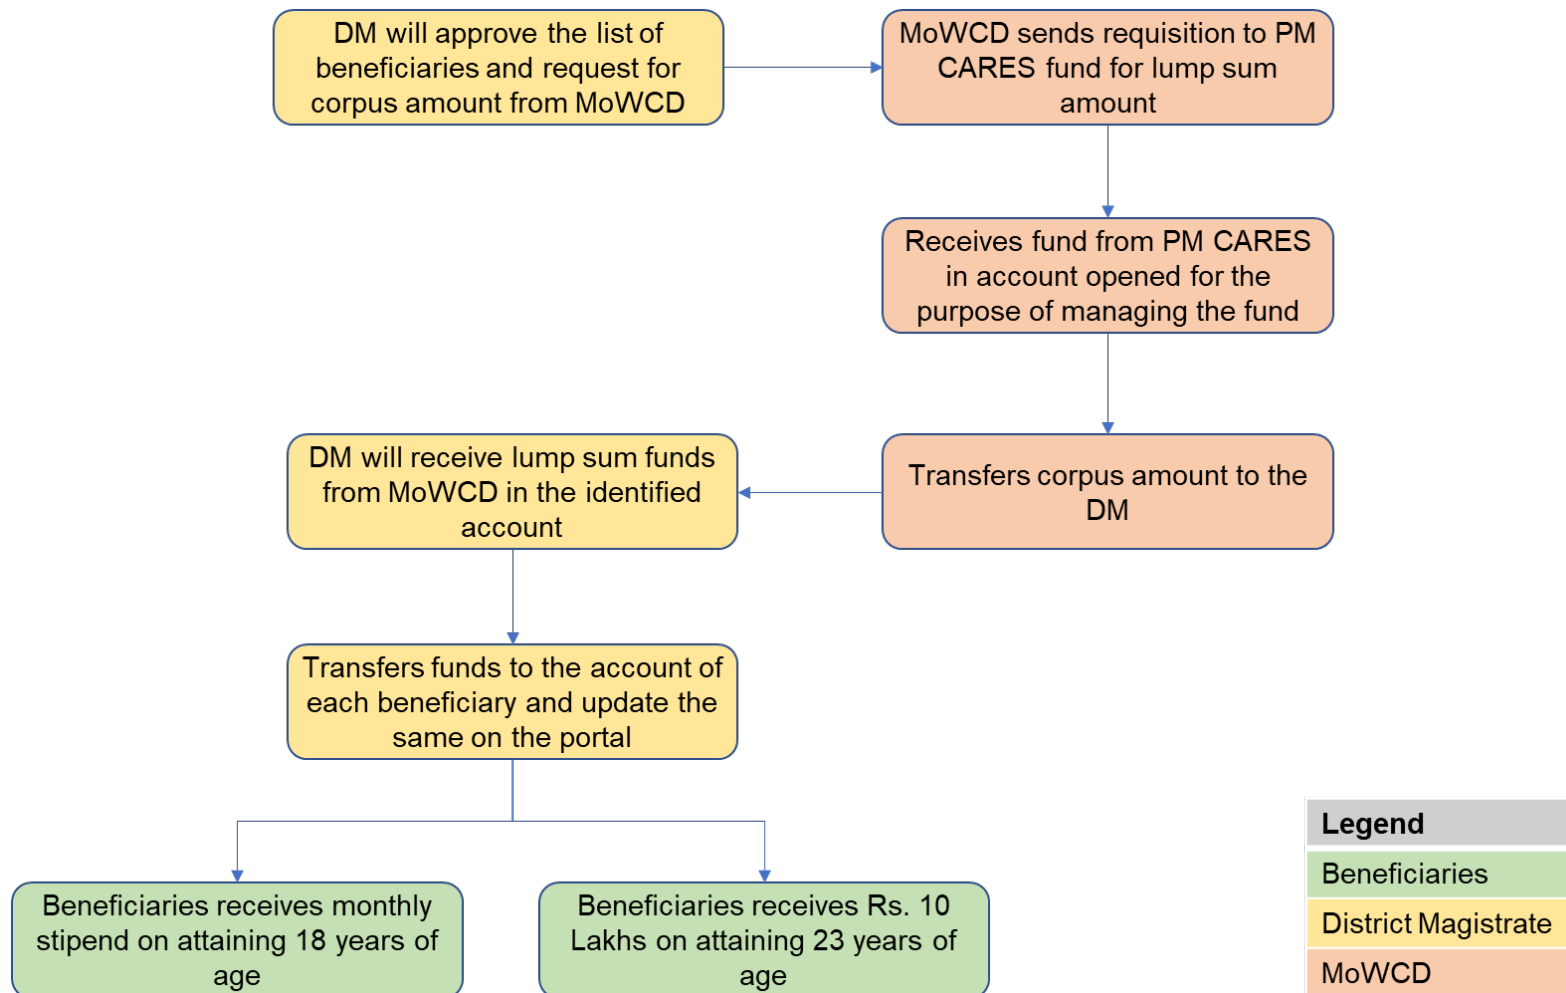 DM will approve the list of
beneficiaries and request for
corpus amount from MoWCD
MoWCD sends requisition to PM
CARES fund for lump sum
amount
Receives fund from PM CARES
in account opened for the
purpose of managing the fund
Transfers corpus amount to the
DM
DM will receive lump sum funds
from MoWCD in the identified
account
Transfers funds to the account of
each beneficiary and update the
same on the portal
Beneficiaries receives monthly
stipend on attaining 18 years of
age
Beneficiaries receives Rs. 10
Lakhs on attaining 23 years of
age
Legend
Beneficiaries
District Magistrate
MoWCD